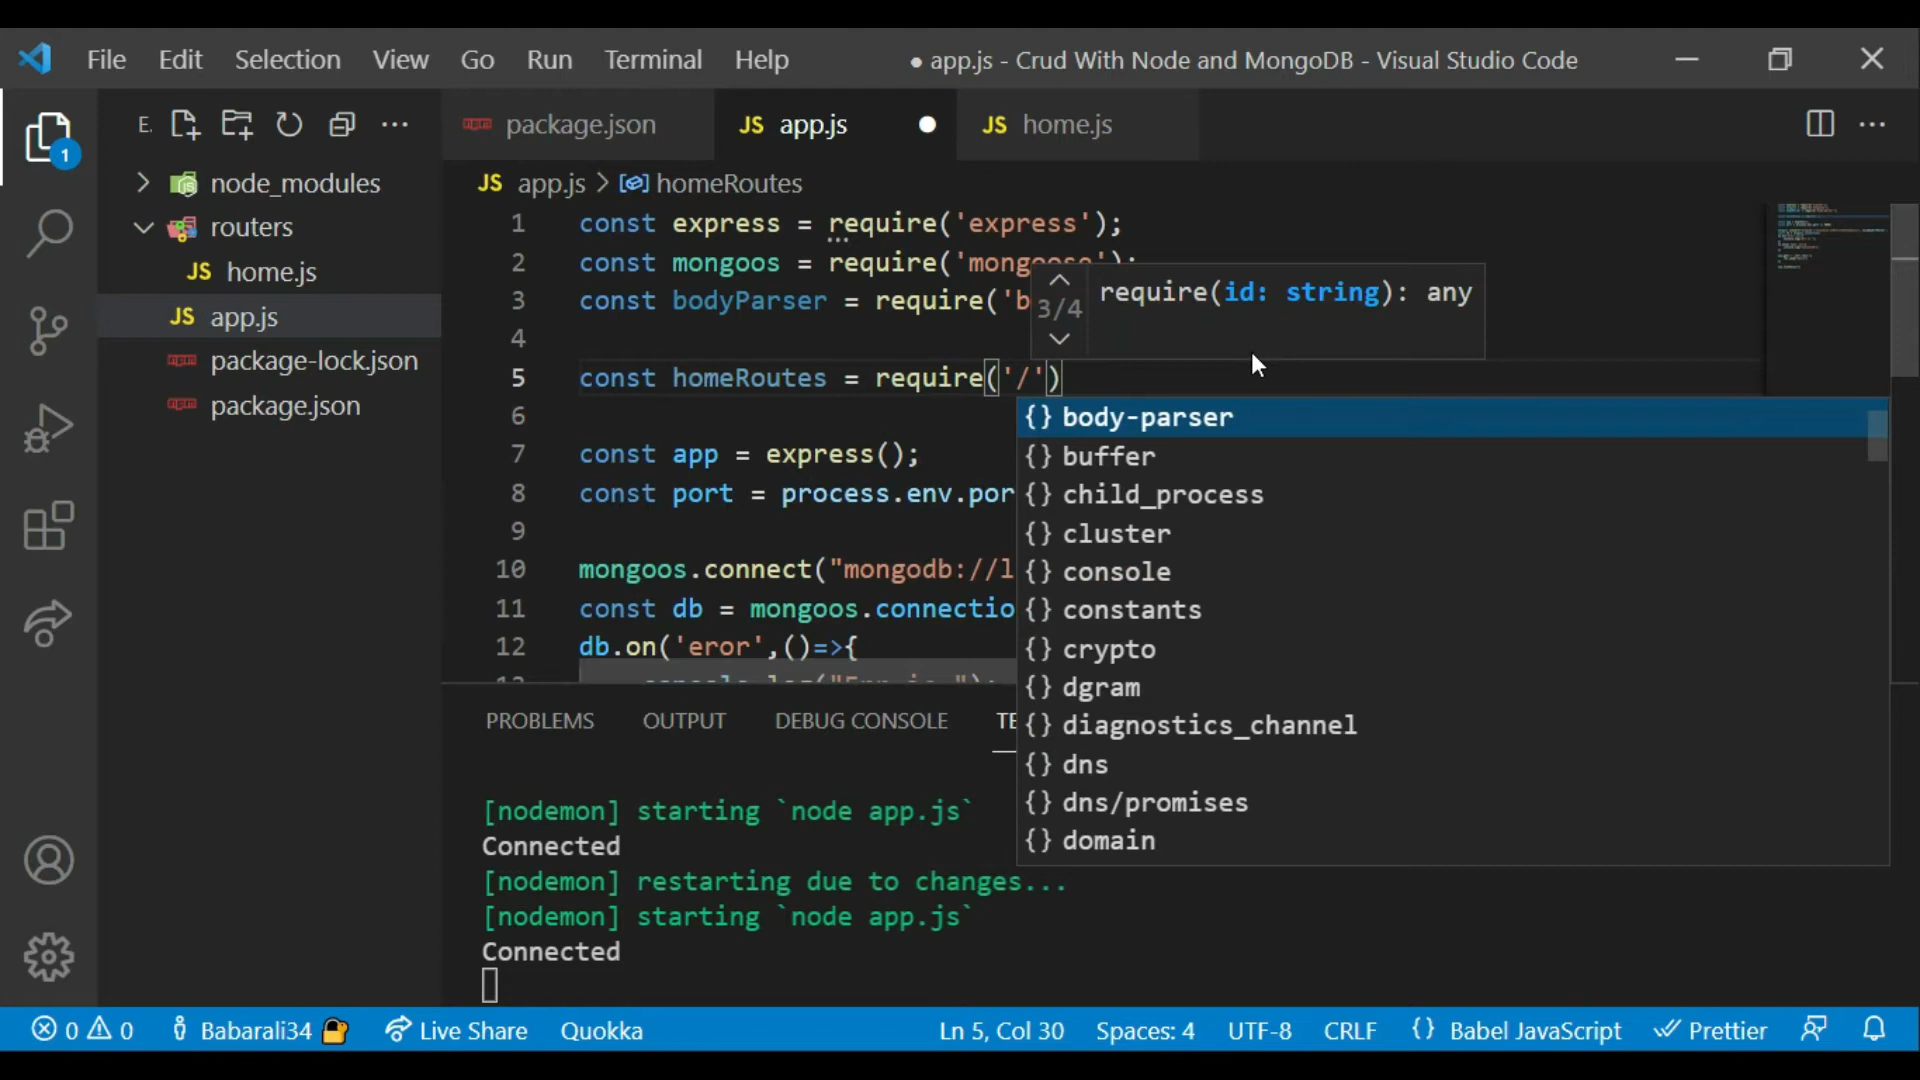 File Edit Selection View Go Run Terminal Help ● app.js - Crud With Node and MongoDB - Visual Studio Code
E.
package.json
JS app.js
JS home.js
1
node_modules
routers
JS home.js
JS app.js
package-lock.json
package.json
JS app.js > homeRoutes
1 const express = require('express');
2 const mongoos = require('mongoose');
3 const bodyParser = require('b
4
5 const homeRoutes = require('/')
6
7 const app = express();
8 const port = process.env.por
9
10 mongoos.connect("mongodb://l
11 const db = mongoos.connectio
12 db.on('eror',()=>{
3/4 require(id: string): any
{} body-parser
{} buffer
{} child_process
{} cluster
{} console
{} constants
{} crypto
{} dgram
{} diagnostics_channel
{} dns
{} dns/promises
{} domain
PROBLEMS OUTPUT DEBUG CONSOLE TE
[nodemon] starting `node app.js`
Connected
[nodemon] restarting due to changes...
[nodemon] starting `node app.js`
Connected
0 0 Babarali34 Live Share Quokka Ln 5, Col 30 Spaces: 4 UTF-8 CRLF {} Babel JavaScript Prettier